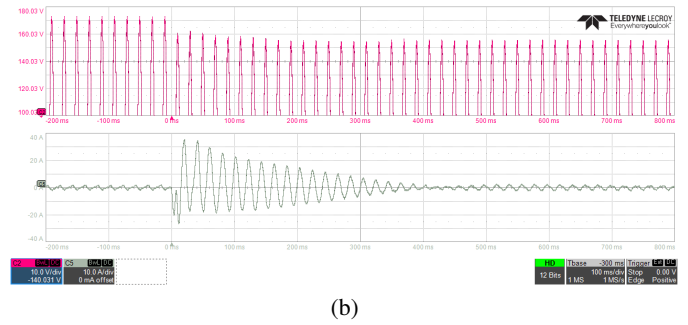 180.03 V
TELEDYNE LECROY
Everywhereyoulook
160.03 V
140.03 V
120.03 V
-200 ms -100 ms 0 ms 100 ms 200 ms 300 ms 400 ms 500 ms 600 ms 700 ms 800 ms
40 A
20 A
-20 A
-40 A
-200 ms -100 ms 0 ms 100 ms 200 ms 300 ms 400 ms 500 ms 600 ms 700 ms 800 ms
C2 BwL DC C5 BwL DC HD Tbase -300 ms Trigger
10.0 V/div 10.0 A/div 12 Bits 100 ms/div Stop 0.00 V
-140.031 V 0 mA offset 1 MS 1 MS/s Edge Positive
(b)